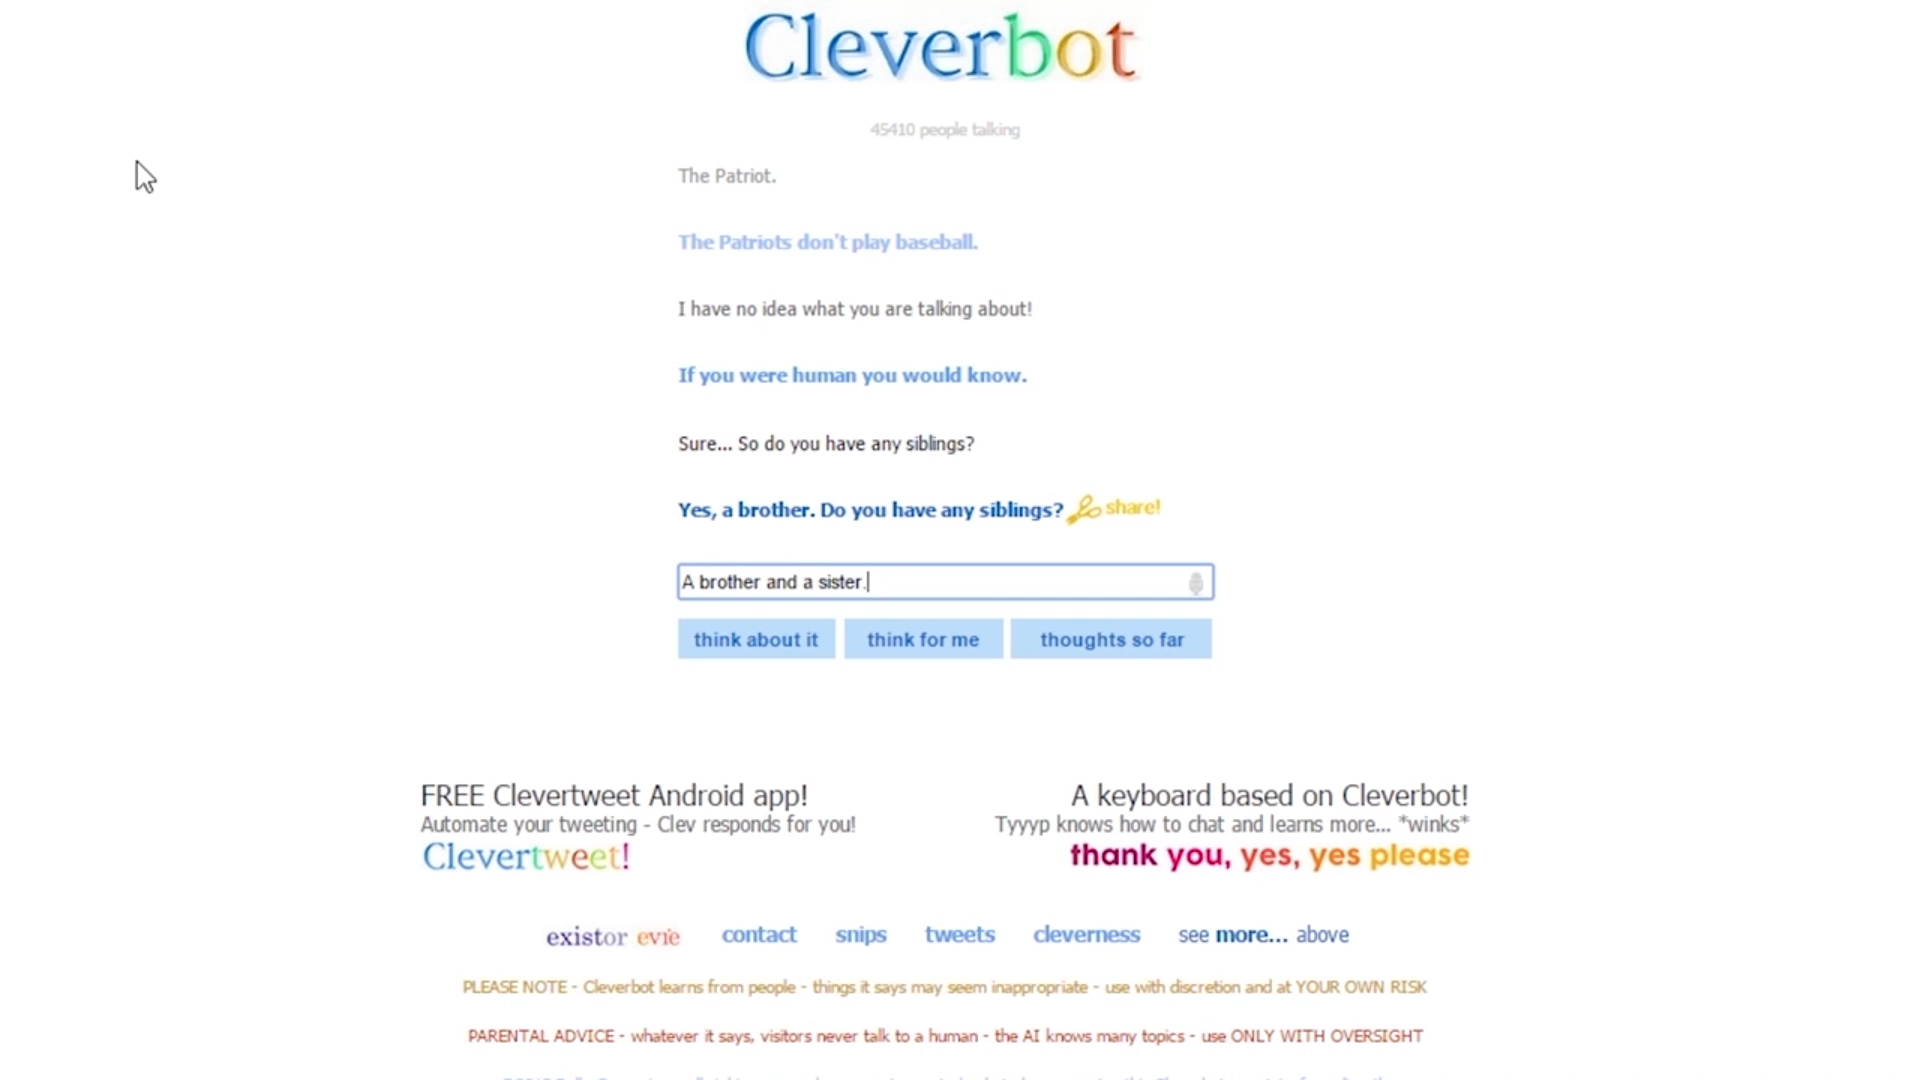 Cleverbot
45410 people talking
The Patriot.
The Patriots don't play baseball.
I have no idea what you are talking about!
If you were human you would know.
Sure... So do you have any siblings?
Yes, a brother. Do you have any siblings? share!
A brother and a sister.
think about it think for me thoughts so far
FREE Clevertweet Android app!
Automate your tweeting - Clev responds for you!
Clevertweet!
A keyboard based on Cleverbot!
Tyyyp knows how to chat and learns more... *winks*
thank you, yes, yes please
existor evie contact snips tweets cleverness see more... above
PLEASE NOTE - Cleverbot learns from people - things it says may seem inappropriate - use with discretion and at YOUR OWN RISK
PARENTAL ADVICE - whatever it says, visitors never talk to a human - the AI knows many topics - use ONLY WITH OVERSIGHT